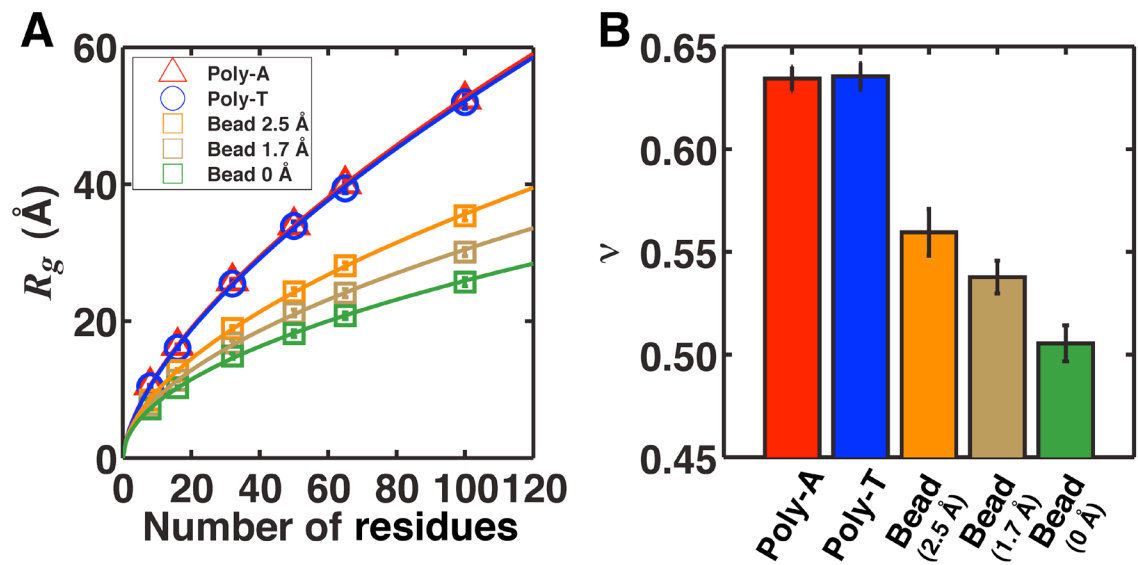 A
60
40
20
0
Rg (Å)
Poly-A
Poly-T
Bead 2.5 Å
Bead 1.7 Å
Bead 0 Å
0 20 40 60 80 100 120
Number of residues
B
0.65
0.60
0.55
0.50
0.45
ν
Poly-A
Poly-T
Bead
(2.5 Å)
Bead
(1.7 Å)
Bead
(0 Å)